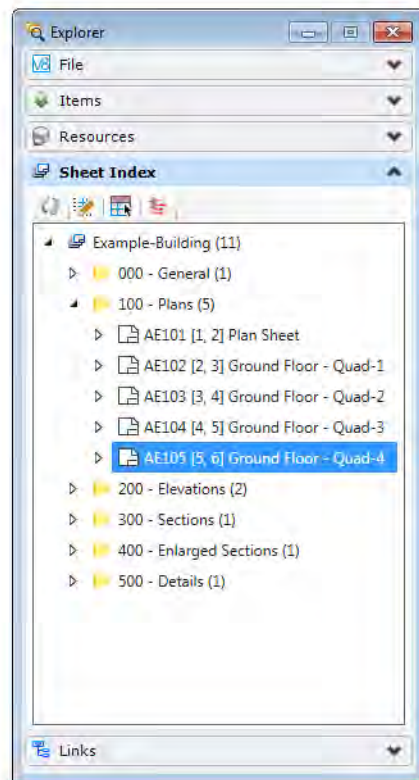 Explorer
V8 File
Items
Resources
Sheet Index
Example-Building (11)
000 - General (1)
100 - Plans (5)
AE101 [1, 2] Plan Sheet
AE102 [2, 3] Ground Floor - Quad-1
AE103 [3, 4] Ground Floor - Quad-2
AE104 [4, 5] Ground Floor - Quad-3
AE105 [5, 6] Ground Floor - Quad-4
200 - Elevations (2)
300 - Sections (1)
400 - Enlarged Sections (1)
500 - Details (1)
Links